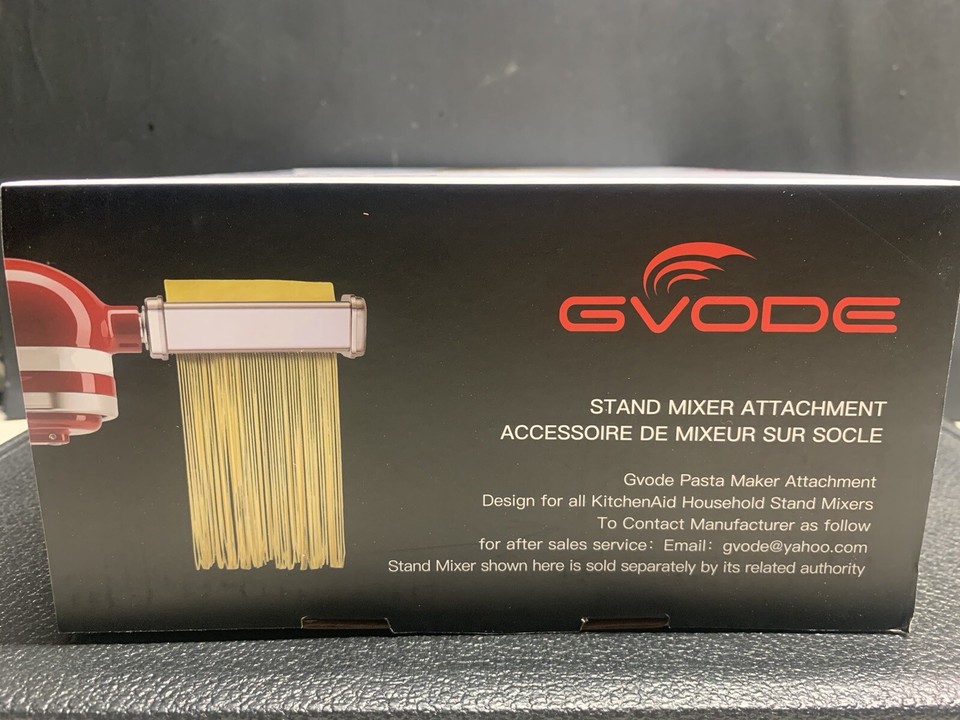 GVODE
STAND MIXER ATTACHMENT
ACCESSOIRE DE MIXEUR SUR SOCLE
Gvode Pasta Maker Attachment
Design for all KitchenAid Household Stand Mixers
To Contact Manufacturer as follow
for after sales service: Email: gvode@yahoo.com
Stand Mixer shown here is sold separately by its related authority